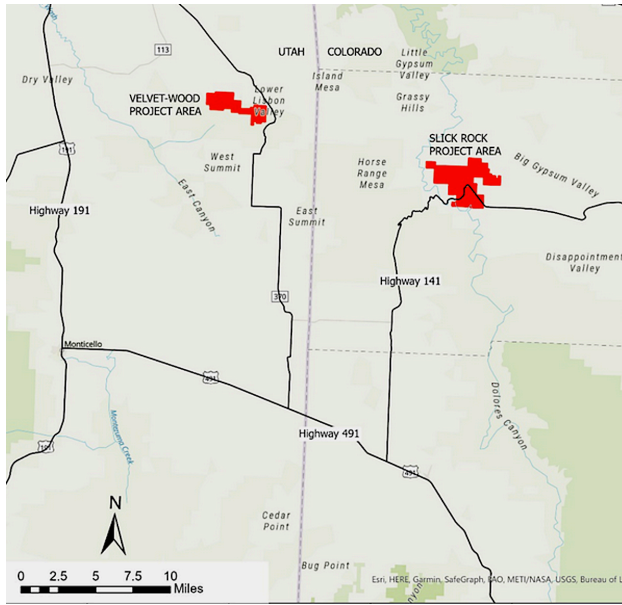 UTAH COLORADO
113
Little
Gypsum
Valley
Dry Valley
Island
Mesa
VELVET-WOOD
PROJECT AREA
Lower
Lisbon
Valley
Grassy
Hills
SLICK ROCK
PROJECT AREA
191
West
Summit
Horse
Range
Mesa
Big Gypsum Valley
East Canyon
Highway 191
East
Summit
Disappointment
Valley
Highway 141
370
Monticello
491
Montezuma Creek
Dolores Canyon
Highway 491
191
491
N
Cedar
Point
Bug Point
0 2.5 5 7.5 10
Miles
Esri, HERE, Garmin, SafeGraph, FAO, METI/NASA, USGS, Bureau of L
nyon